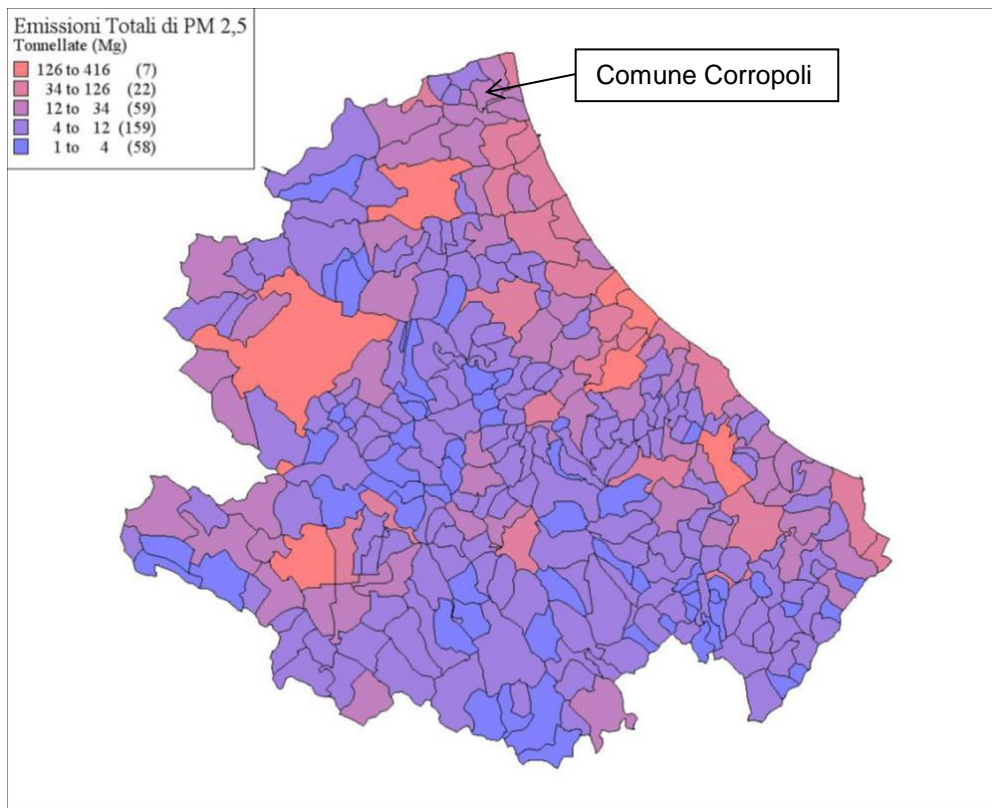 Emissioni Totali di PM 2,5
Tonnellate (Mg)
126 to 416 (7)
34 to 126 (22)
12 to 34 (59)
4 to 12 (159)
1 to 4 (58)
Comune Corropoli